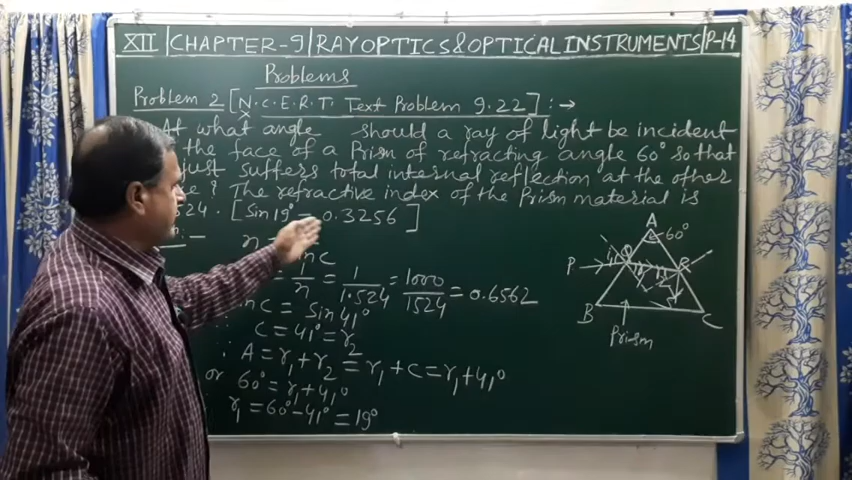 XII | CHAPTER-9 | RAY OPTICS & OPTICAL INSTRUMENTS | P-14
Problems
Problem 2 [N.C.E.R.T. Text Problem 9.22] :→
At what angle should a ray of light be incident
the face of a Prism of refracting angle 60° so that
just suffers total internal reflection at the other
? The refractive index of the Prism material is
524. [Sin 19° = 0.3256]
1/n = 1/1.524 = 1000/1524 = 0.6562
C = Sin 41°
C = 41° = r₂
∴ A = r₁ + r₂ = r₁ + C = r₁ + 41°
or 60° = r₁ + 41°
r₁ = 60° - 41° = 19°
A
60°
P
Q
R
B
C
Prism